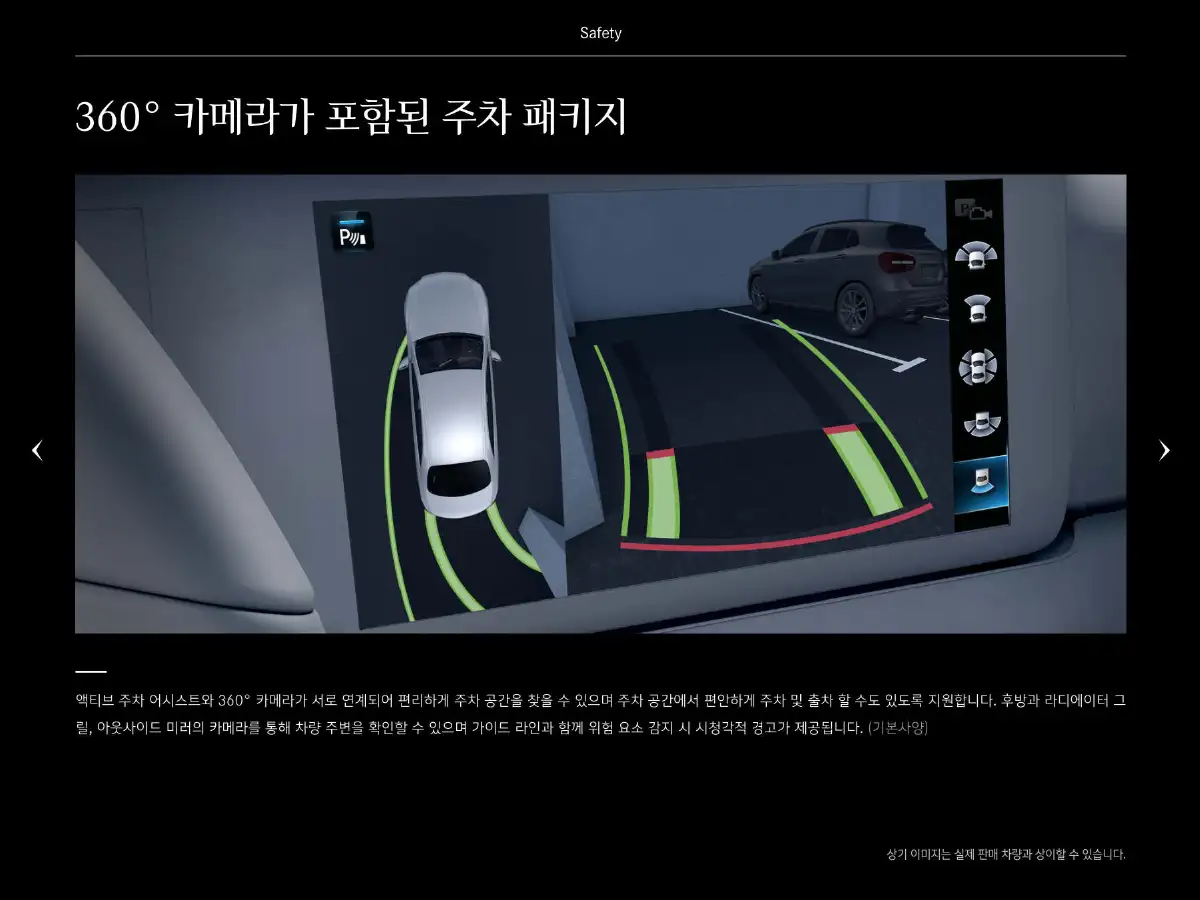 Safety
360° 카메라가 포함된 주차 패키지
P
액티브 주차 어시스트와 360° 카메라가 서로 연계되어 편리하게 주차 공간을 찾을 수 있으며 주차 공간에서 편안하게 주차 및 출차 할 수도 있도록 지원합니다. 후방과 라디에이터 그
릴, 아웃사이드 미러의 카메라를 통해 차량 주변을 확인할 수 있으며 가이드 라인과 함께 위험 요소 감지 시 시청각적 경고가 제공됩니다. (기본사양)
상기 이미지는 실제 판매 차량과 상이할 수 있습니다.